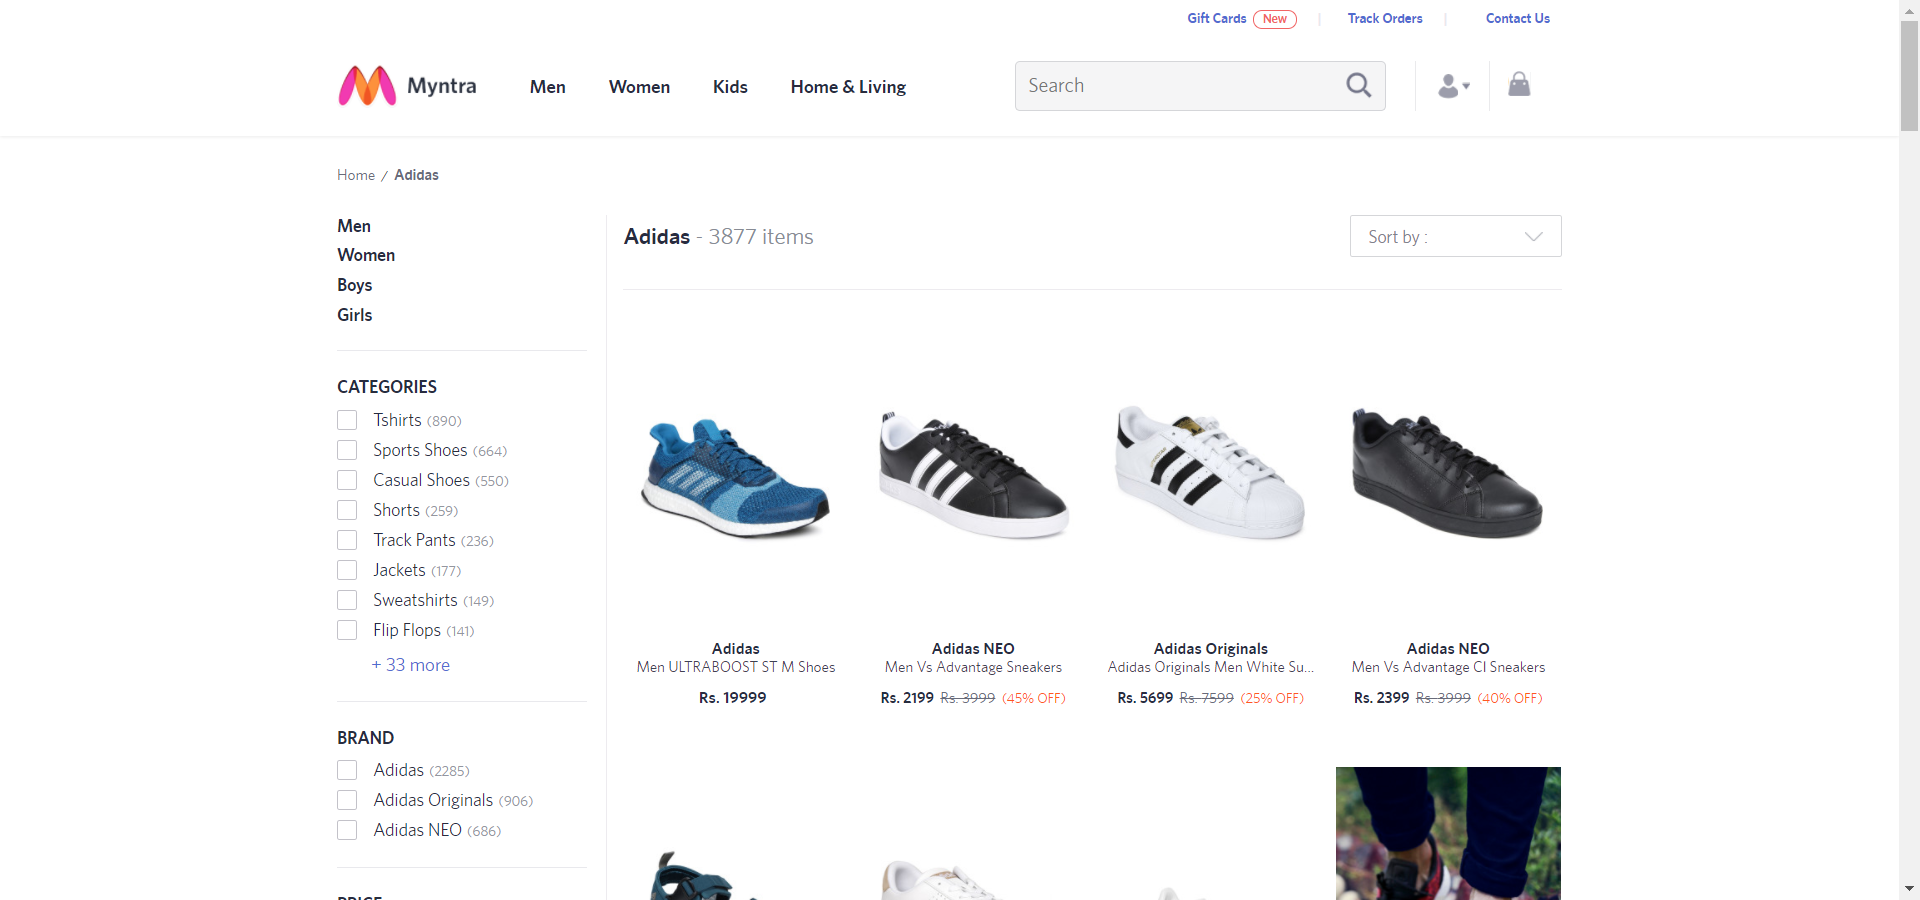 Gift Cards New | Track Orders | Contact Us
Myntra Men Women Kids Home & Living Search
Home / Adidas
Men
Women
Boys
Girls
Adidas - 3877 items
Sort by :
CATEGORIES
Tshirts (890)
Sports Shoes (664)
Casual Shoes (550)
Shorts (259)
Track Pants (236)
Jackets (177)
Sweatshirts (149)
Flip Flops (141)
+ 33 more
BRAND
Adidas (2285)
Adidas Originals (906)
Adidas NEO (686)
PRICE
Adidas
Men ULTRABOOST ST M Shoes
Rs. 19999
Adidas NEO
Men Vs Advantage Sneakers
Rs. 2199 Rs. 3999 (45% OFF)
Adidas Originals
Adidas Originals Men White Su...
Rs. 5699 Rs. 7599 (25% OFF)
Adidas NEO
Men Vs Advantage Cl Sneakers
Rs. 2399 Rs. 3999 (40% OFF)